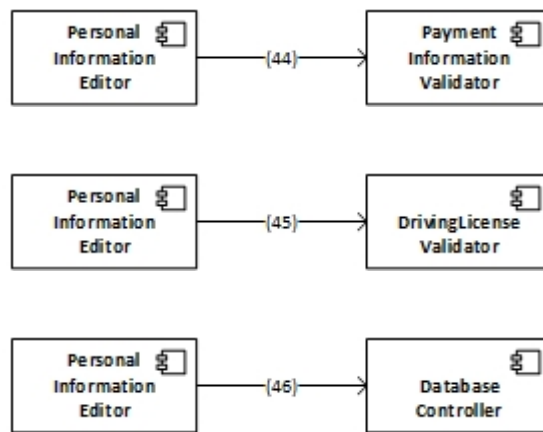 Personal
Information
Editor
(44)
Payment
Information
Validator
Personal
Information
Editor
(45)
DrivingLicense
Validator
Personal
Information
Editor
(46)
Database
Controller